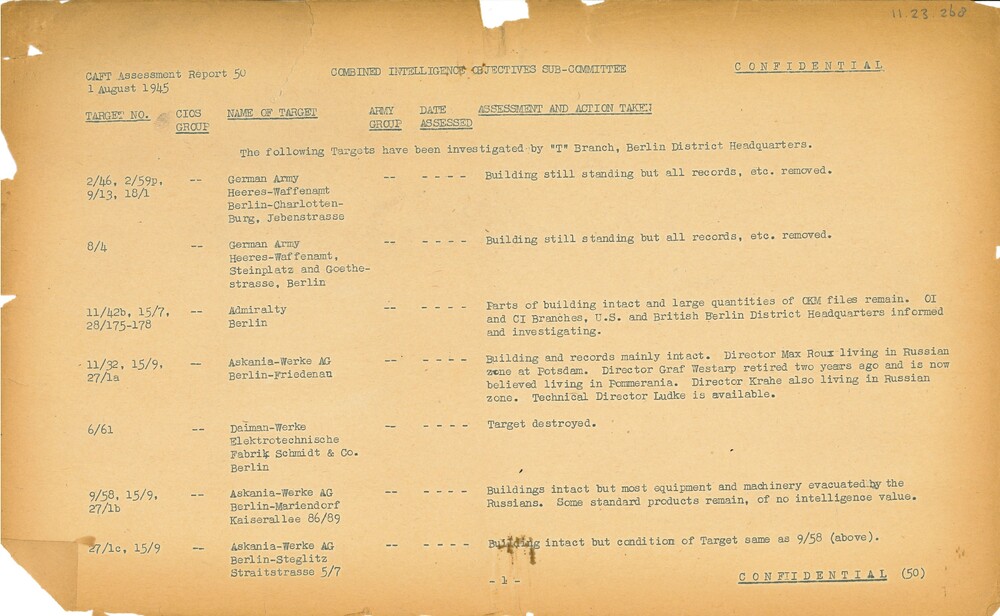 11.23.268
CAFT Assessment Report 50
COMBINED INTELLIGENCE OBJECTIVES SUB-COMMITTEE
CONFIDENTIAL
1 August 1945
TARGET NO. CIOS GROUP NAME OF TARGET ARMY GROUP DATE ASSESSED ASSESSMENT AND ACTION TAKEN
The following Targets have been investigated by "T" Branch, Berlin District Headquarters.
2/46, 2/59p, -- German Army -- - - - - Building still standing but all records, etc. removed.
9/13, 18/1 Heeres-Waffenamt
Berlin-Charlotten-
Burg, Jebenstrasse
8/4 -- German Army -- - - - - Building still standing but all records, etc. removed.
Heeres-Waffenamt,
Steinplatz and Goethe-
strasse, Berlin
11/42b, 15/7, -- Admiralty -- - - - - Parts of building intact and large quantities of OKM files remain. OI
28/175-178 Berlin and CI Branches, U.S. and British Berlin District Headquarters informed
and investigating.
11/32, 15/9, -- Askania-Werke AG -- - - - - Building and records mainly intact. Director Max Roux living in Russian
27/1a Berlin-Friedenau zone at Potsdam. Director Graf Westarp retired two years ago and is now
believed living in Pommerania. Director Krahe also living in Russian
zone. Technical Director Ludke is available.
6/61 -- Daiman-Werke -- - - - - Target destroyed.
Elektrotechnische
Fabrik Schmidt & Co.
Berlin
9/58, 15/9, -- Askania-Werke AG -- - - - - Buildings intact but most equipment and machinery evacuated by the
27/1b Berlin-Mariendorf Russians. Some standard products remain, of no intelligence value.
Kaiserallee 86/89
27/1c, 15/9 -- Askania-Werke AG -- - - - - Building intact but condition of Target same as 9/58 (above).
Berlin-Steglitz
Straitstrasse 5/7
- 1 -
CONFIDENTIAL (50)